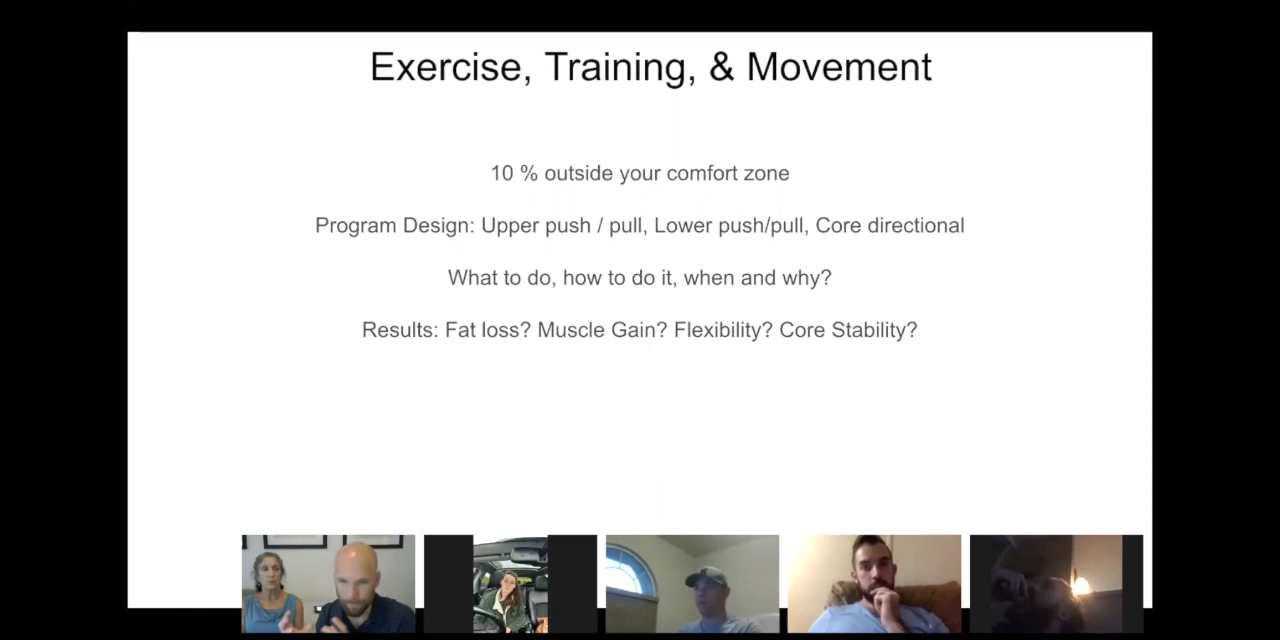 Exercise, Training, & Movement
10 % outside your comfort zone
Program Design: Upper push / pull, Lower push/pull, Core directional
What to do, how to do it, when and why?
Results: Fat loss? Muscle Gain? Flexibility? Core Stability?